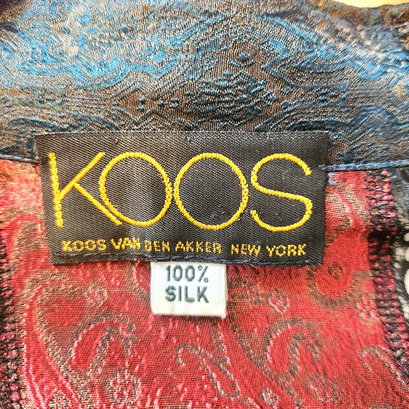 KOOS
KOOS VAN DEN AKKER NEW YORK
100%
SILK